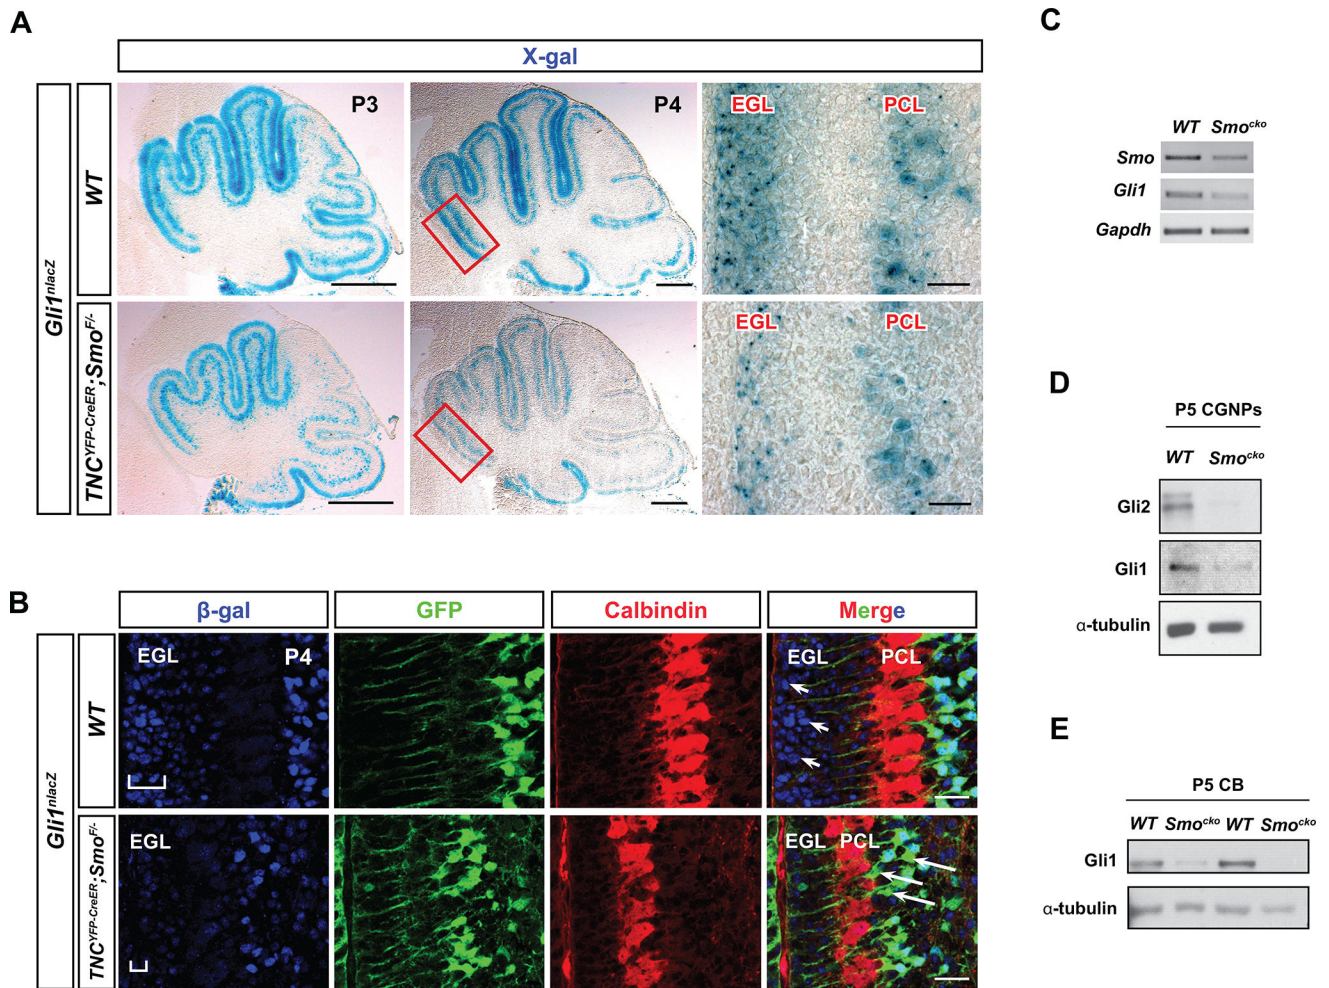 A
X-gal
Gli1nlacZ
WT
P3
P4
EGL
PCL
TNCYFP-CreER;SmoF/-
EGL
PCL
B
β-gal
GFP
Calbindin
Merge
Gli1nlacZ
WT
EGL
P4
EGL
PCL
TNCYFP-CreER;SmoF/-
EGL
EGL
PCL
C
WT Smocko
Smo
Gli1
Gapdh
D
P5 CGNPs
WT Smocko
Gli2
Gli1
α-tubulin
E
P5 CB
WT Smocko WT Smocko
Gli1
α-tubulin